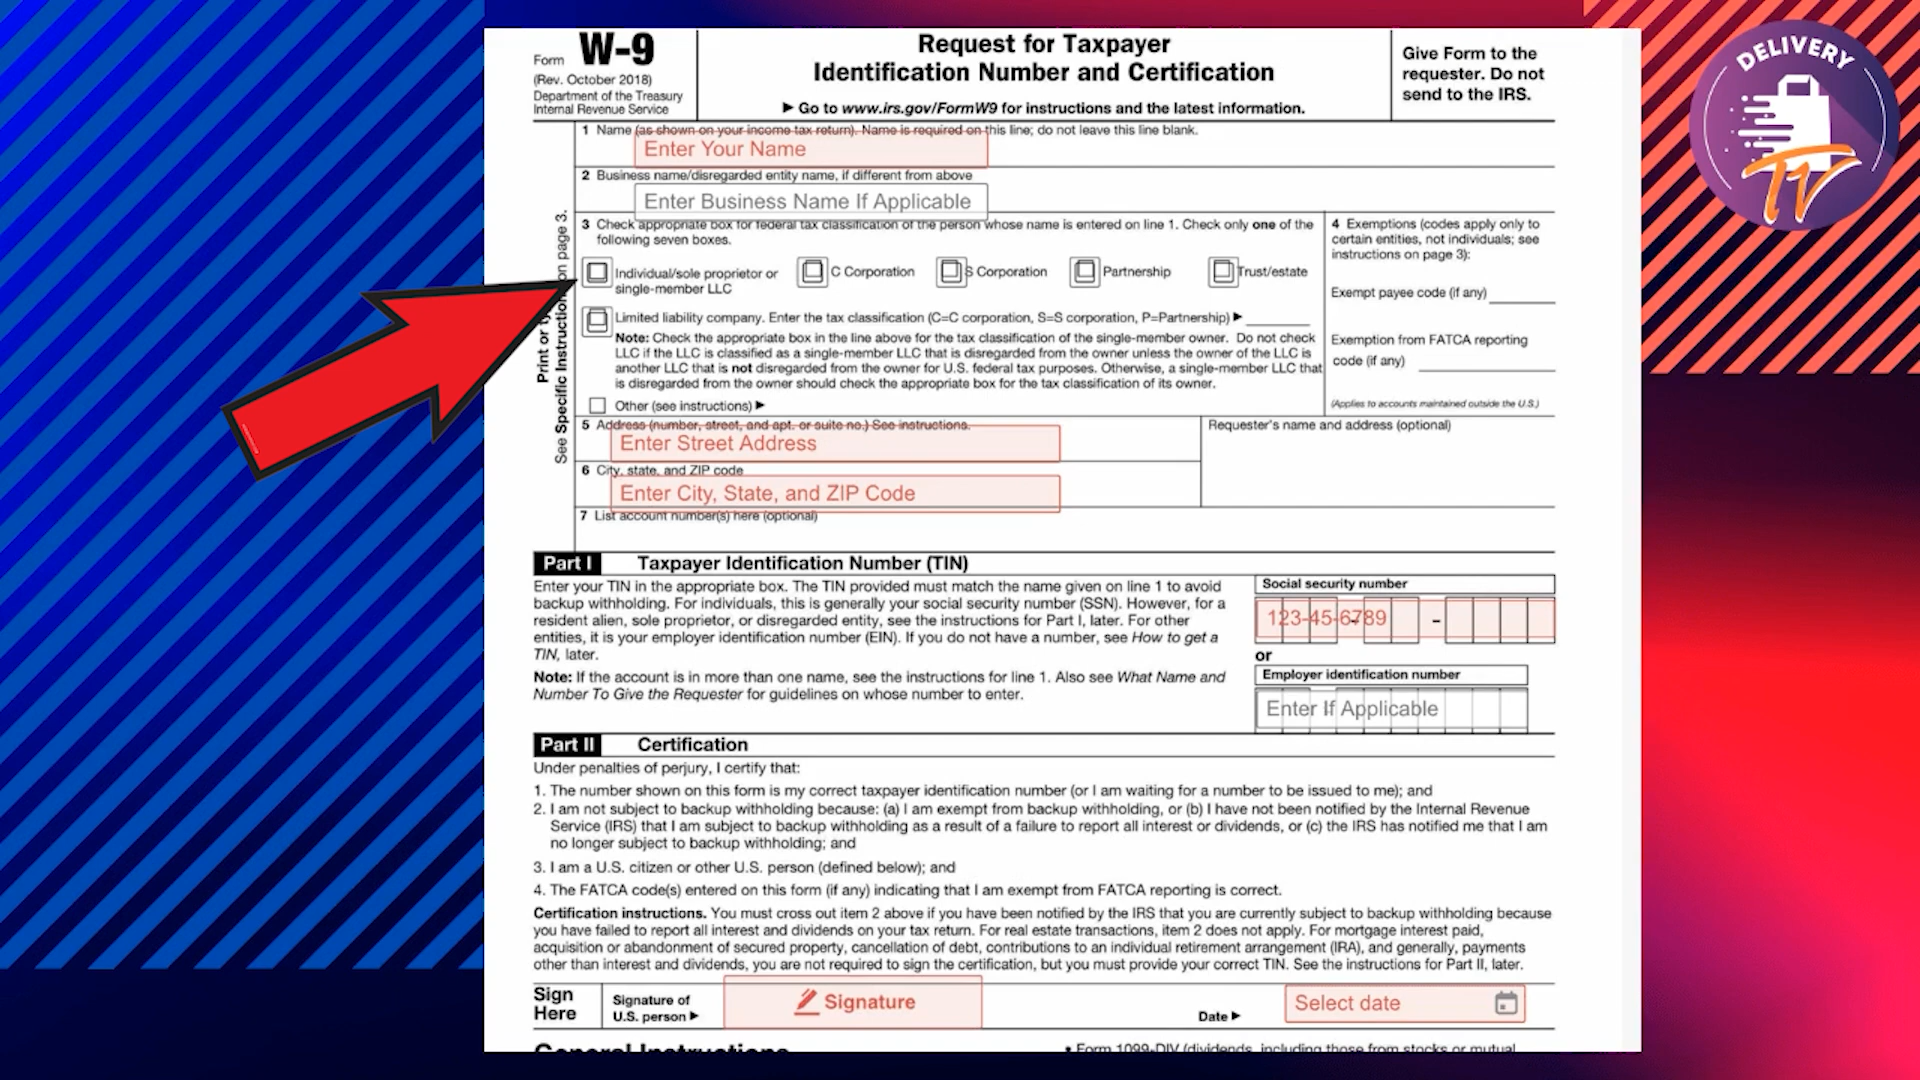 Form W-9
(Rev. October 2018)
Department of the Treasury
Internal Revenue Service
Request for Taxpayer
Identification Number and Certification
▶ Go to www.irs.gov/FormW9 for instructions and the latest information.
Give Form to the
requester. Do not
send to the IRS.
DELIVERY
TV
Print or
See Specific Instructions on page 3.
1 Name (as shown on your income tax return). Name is required on this line; do not leave this line blank.
Enter Your Name
2 Business name/disregarded entity name, if different from above
Enter Business Name If Applicable
3 Check appropriate box for federal tax classification of the person whose name is entered on line 1. Check only one of the
following seven boxes.
Individual/sole proprietor or
single-member LLC
C Corporation
S Corporation
Partnership
Trust/estate
Limited liability company. Enter the tax classification (C=C corporation, S=S corporation, P=Partnership) ▶
Note: Check the appropriate box in the line above for the tax classification of the single-member owner. Do not check
LLC if the LLC is classified as a single-member LLC that is disregarded from the owner unless the owner of the LLC is
another LLC that is not disregarded from the owner for U.S. federal tax purposes. Otherwise, a single-member LLC that
is disregarded from the owner should check the appropriate box for the tax classification of its owner.
Other (see instructions) ▶
4 Exemptions (codes apply only to
certain entities, not individuals; see
instructions on page 3):
Exempt payee code (if any)
Exemption from FATCA reporting
code (if any)
(Applies to accounts maintained outside the U.S.)
5 Address (number, street, and apt. or suite no.) See instructions.
Enter Street Address
Requester's name and address (optional)
6 City, state, and ZIP code
Enter City, State, and ZIP Code
7 List account number(s) here (optional)
Part I Taxpayer Identification Number (TIN)
Enter your TIN in the appropriate box. The TIN provided must match the name given on line 1 to avoid
backup withholding. For individuals, this is generally your social security number (SSN). However, for a
resident alien, sole proprietor, or disregarded entity, see the instructions for Part I, later. For other
entities, it is your employer identification number (EIN). If you do not have a number, see How to get a
TIN, later.
Note: If the account is in more than one name, see the instructions for line 1. Also see What Name and
Number To Give the Requester for guidelines on whose number to enter.
Social security number
123-45-6789
or
Employer identification number
Enter If Applicable
Part II Certification
Under penalties of perjury, I certify that:
1. The number shown on this form is my correct taxpayer identification number (or I am waiting for a number to be issued to me); and
2. I am not subject to backup withholding because: (a) I am exempt from backup withholding, or (b) I have not been notified by the Internal Revenue
Service (IRS) that I am subject to backup withholding as a result of a failure to report all interest or dividends, or (c) the IRS has notified me that I am
no longer subject to backup withholding; and
3. I am a U.S. citizen or other U.S. person (defined below); and
4. The FATCA code(s) entered on this form (if any) indicating that I am exempt from FATCA reporting is correct.
Certification instructions. You must cross out item 2 above if you have been notified by the IRS that you are currently subject to backup withholding because
you have failed to report all interest and dividends on your tax return. For real estate transactions, item 2 does not apply. For mortgage interest paid,
acquisition or abandonment of secured property, cancellation of debt, contributions to an individual retirement arrangement (IRA), and generally, payments
other than interest and dividends, you are not required to sign the certification, but you must provide your correct TIN. See the instructions for Part II, later.
Sign
Here
Signature of
U.S. person ▶
Signature
Date ▶
Select date
General Instructions
• Form 1099-DIV (dividends, including those from stocks or mutual